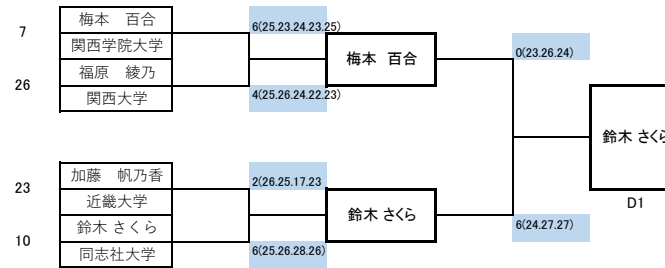 7
梅本　百合
関西学院大学
26
福原　綾乃
関西大学
6(25.23.24.23.25)
4(25.26.24.22.23)
梅本　百合
0(23.26.24)
鈴木 さくら
D1
23
加藤　帆乃香
近畿大学
10
鈴木 さくら
同志社大学
2(26.25.17.23
6(25.26.28.26)
鈴木 さくら
6(24.27.27)